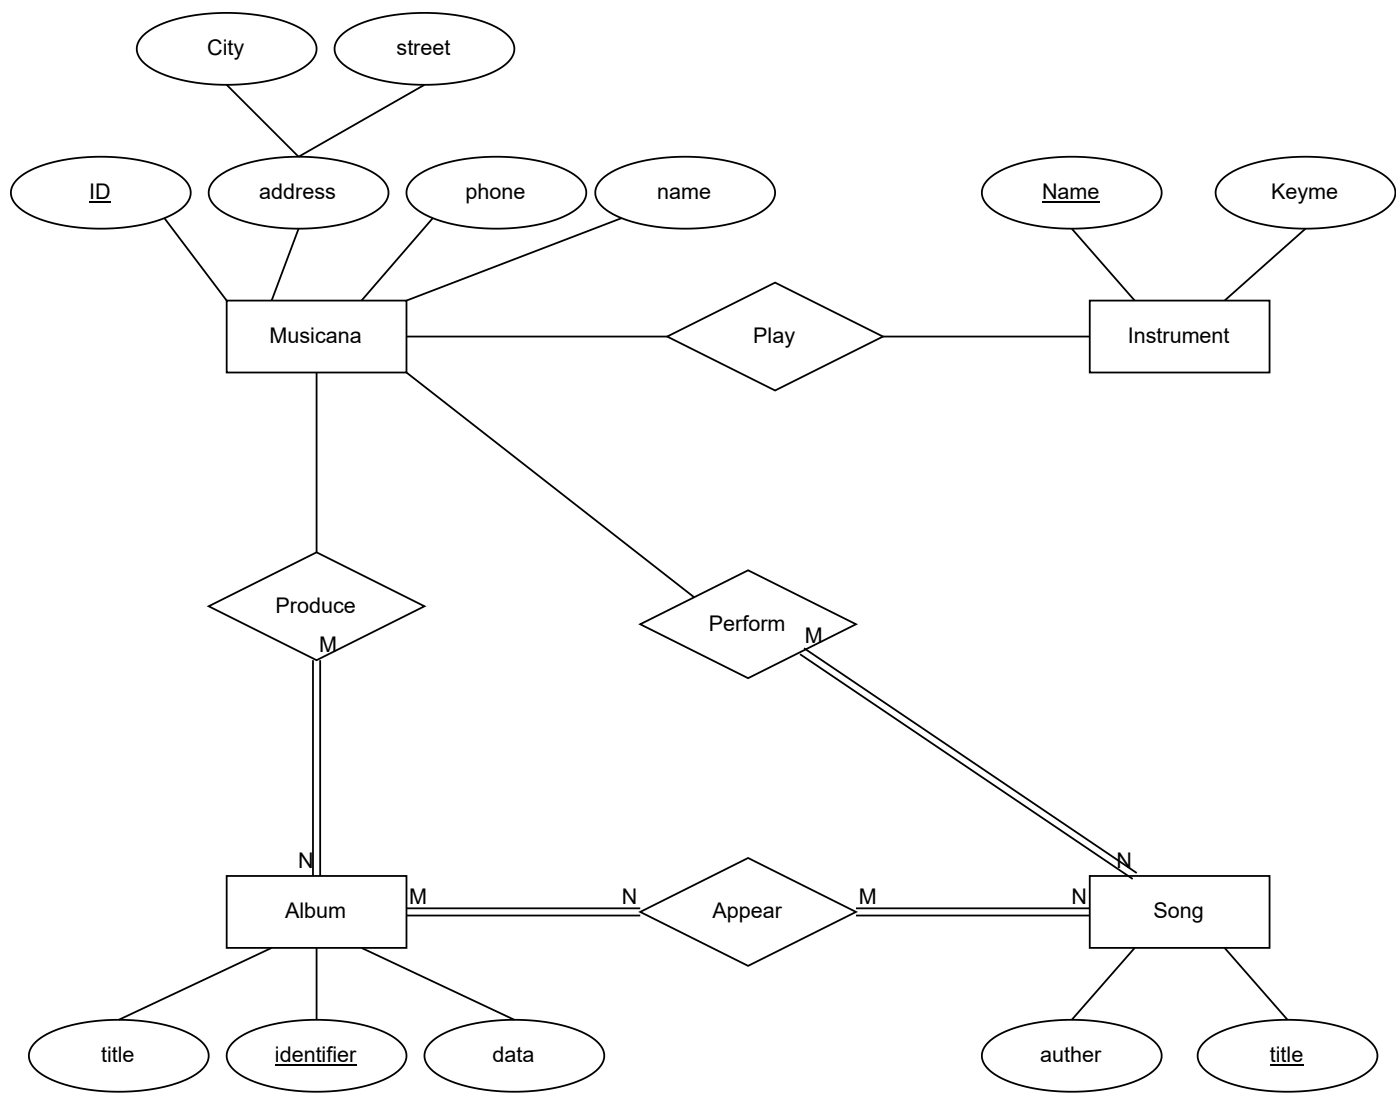 City
street
ID
address
phone
name
Name
Keyme
Musicana
Play
Instrument
Produce
M
Perform
M
N
N
Album
M
N
Appear
M
N
Song
title
identifier
data
auther
title